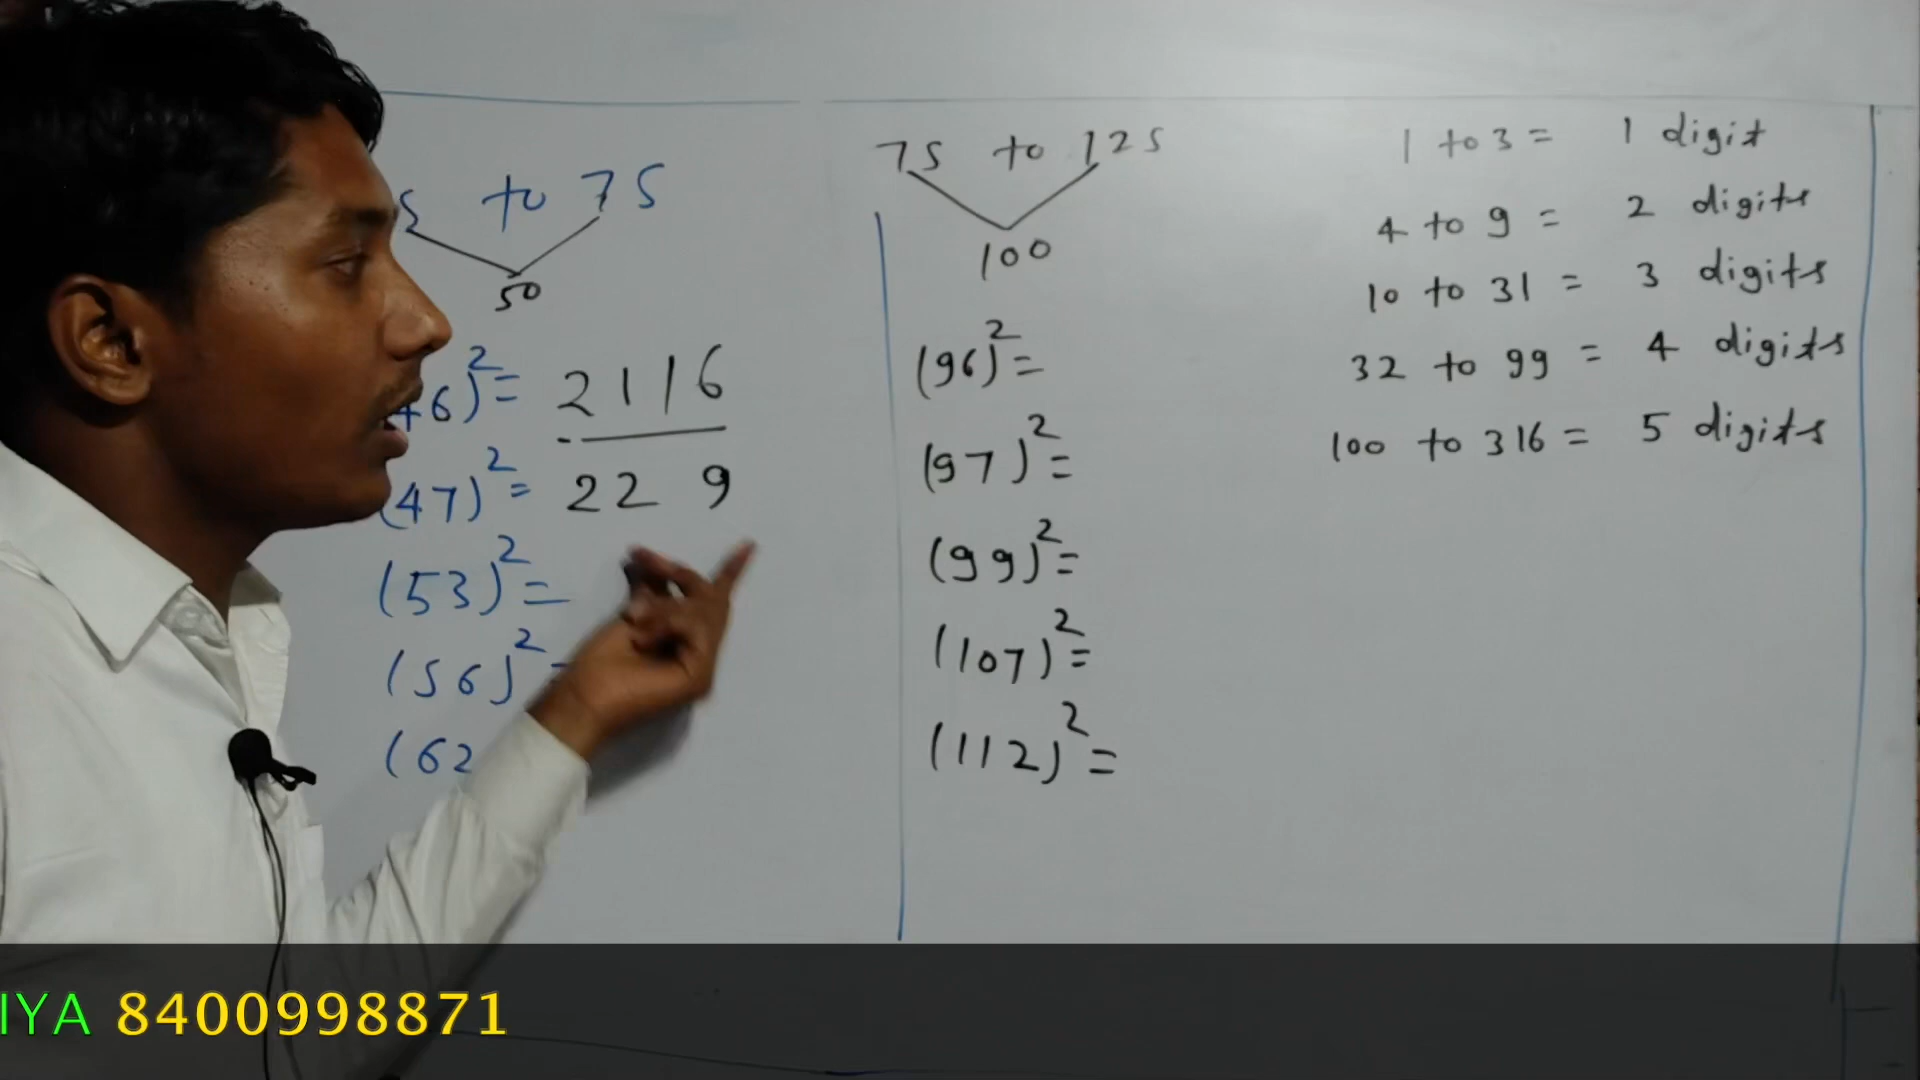 5 to 75
50
46)² = 2116
(47)² = 22 9
(53)² =
(56)² =
(62
75 to 125
100
(96)² =
(97)² =
(99)² =
(107)² =
(112)² =
1 to 3 = 1 digit
4 to 9 = 2 digits
10 to 31 = 3 digits
32 to 99 = 4 digits
100 to 316 = 5 digits
IYA 8400998871